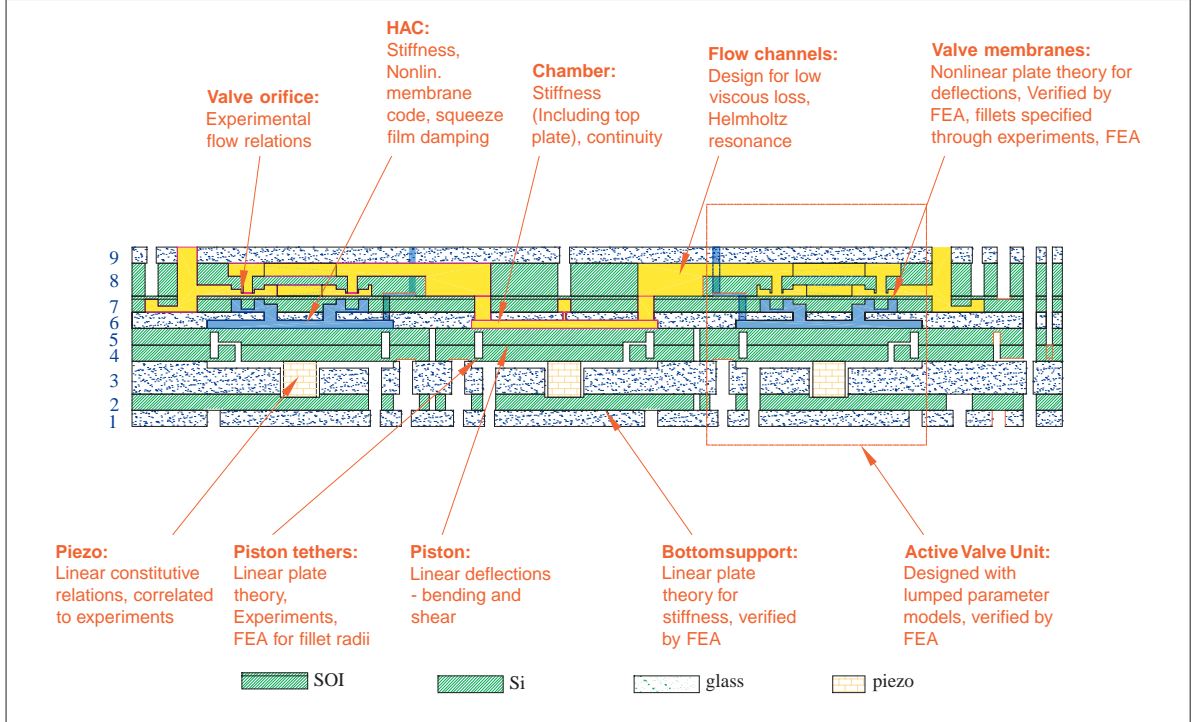 HAC:
Stiffness,
Nonlin.
membrane
code, squeeze
film damping
Valve orifice:
Experimental
flow relations
Chamber:
Stiffness
(Including top
plate), continuity
Flow channels:
Design for low
viscous loss,
Helmholtz
resonance
Valve membranes:
Nonlinear plate theory for
deflections, Verified by
FEA, fillets specified
through experiments, FEA
9
8
7
6
5
4
3
2
1
Piezo:
Linear constitutive
relations, correlated
to experiments
Piston tethers:
Linear plate
theory,
Experiments,
FEA for fillet radii
Piston:
Linear deflections
- bending and
shear
Bottomsupport:
Linear plate
theory for
stiffness, verified
by FEA
Active Valve Unit:
Designed with
lumped parameter
models, verified by
FEA
SOI
Si
glass
piezo